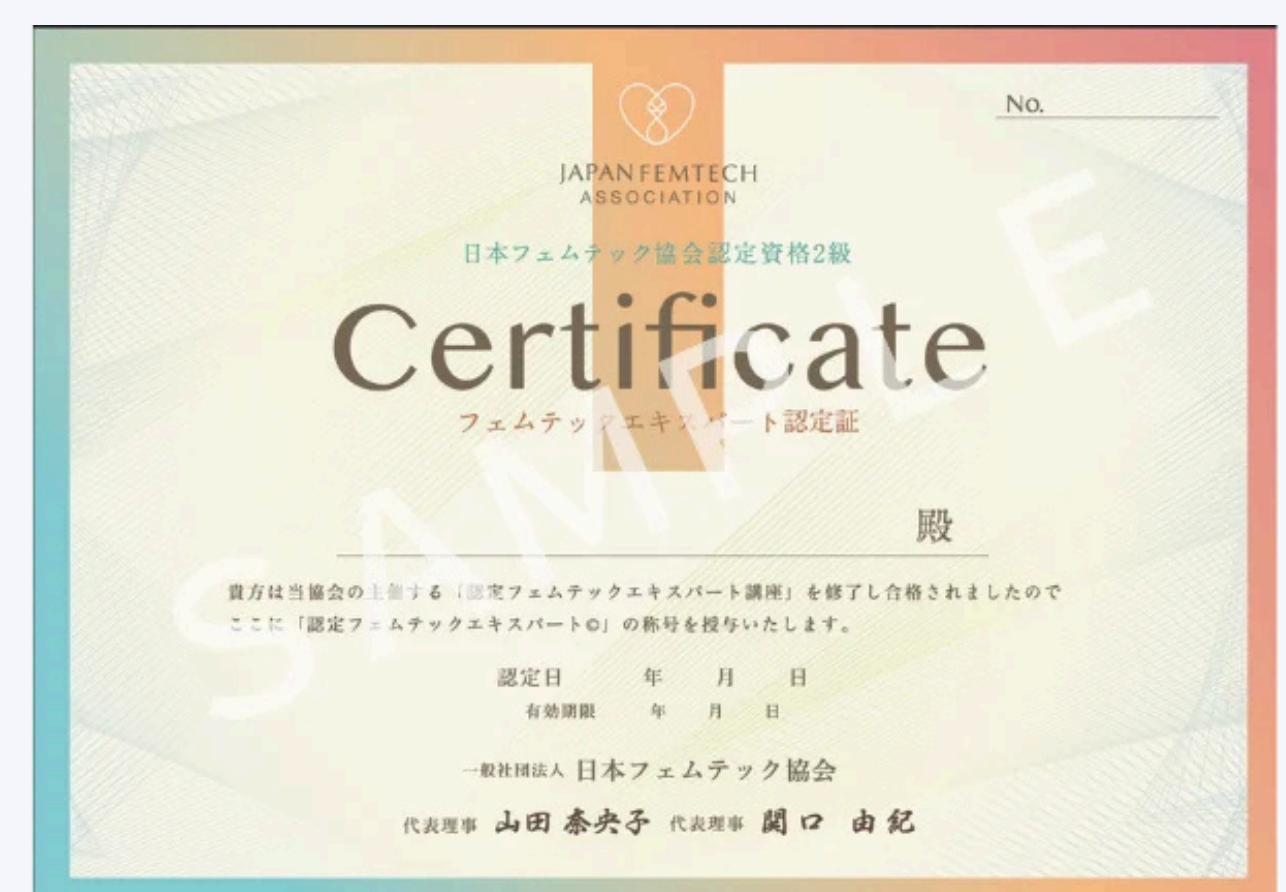 No.
JAPAN FEMTECH
ASSOCIATION
日本フェムテック協会認定資格2級
Certificate
フェムテックエキスパート認定証
殿
貴方は当協会の主催する「認定フェムテックエキスパート講座」を修了し合格されましたので
ここに「認定フェムテックエキスパート©」の称号を授与いたします。
認定日 年 月 日
有効期限 年 月 日
一般社団法人 日本フェムテック協会
代表理事 山田 奈央子 代表理事 関口 由紀
SAMPLE